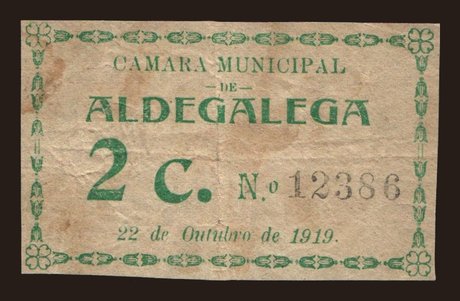 CAMARA MUNICIPAL
—DE—
ALDEGALEGA
2 C. N.º 12386
22 de Outubro de 1919.